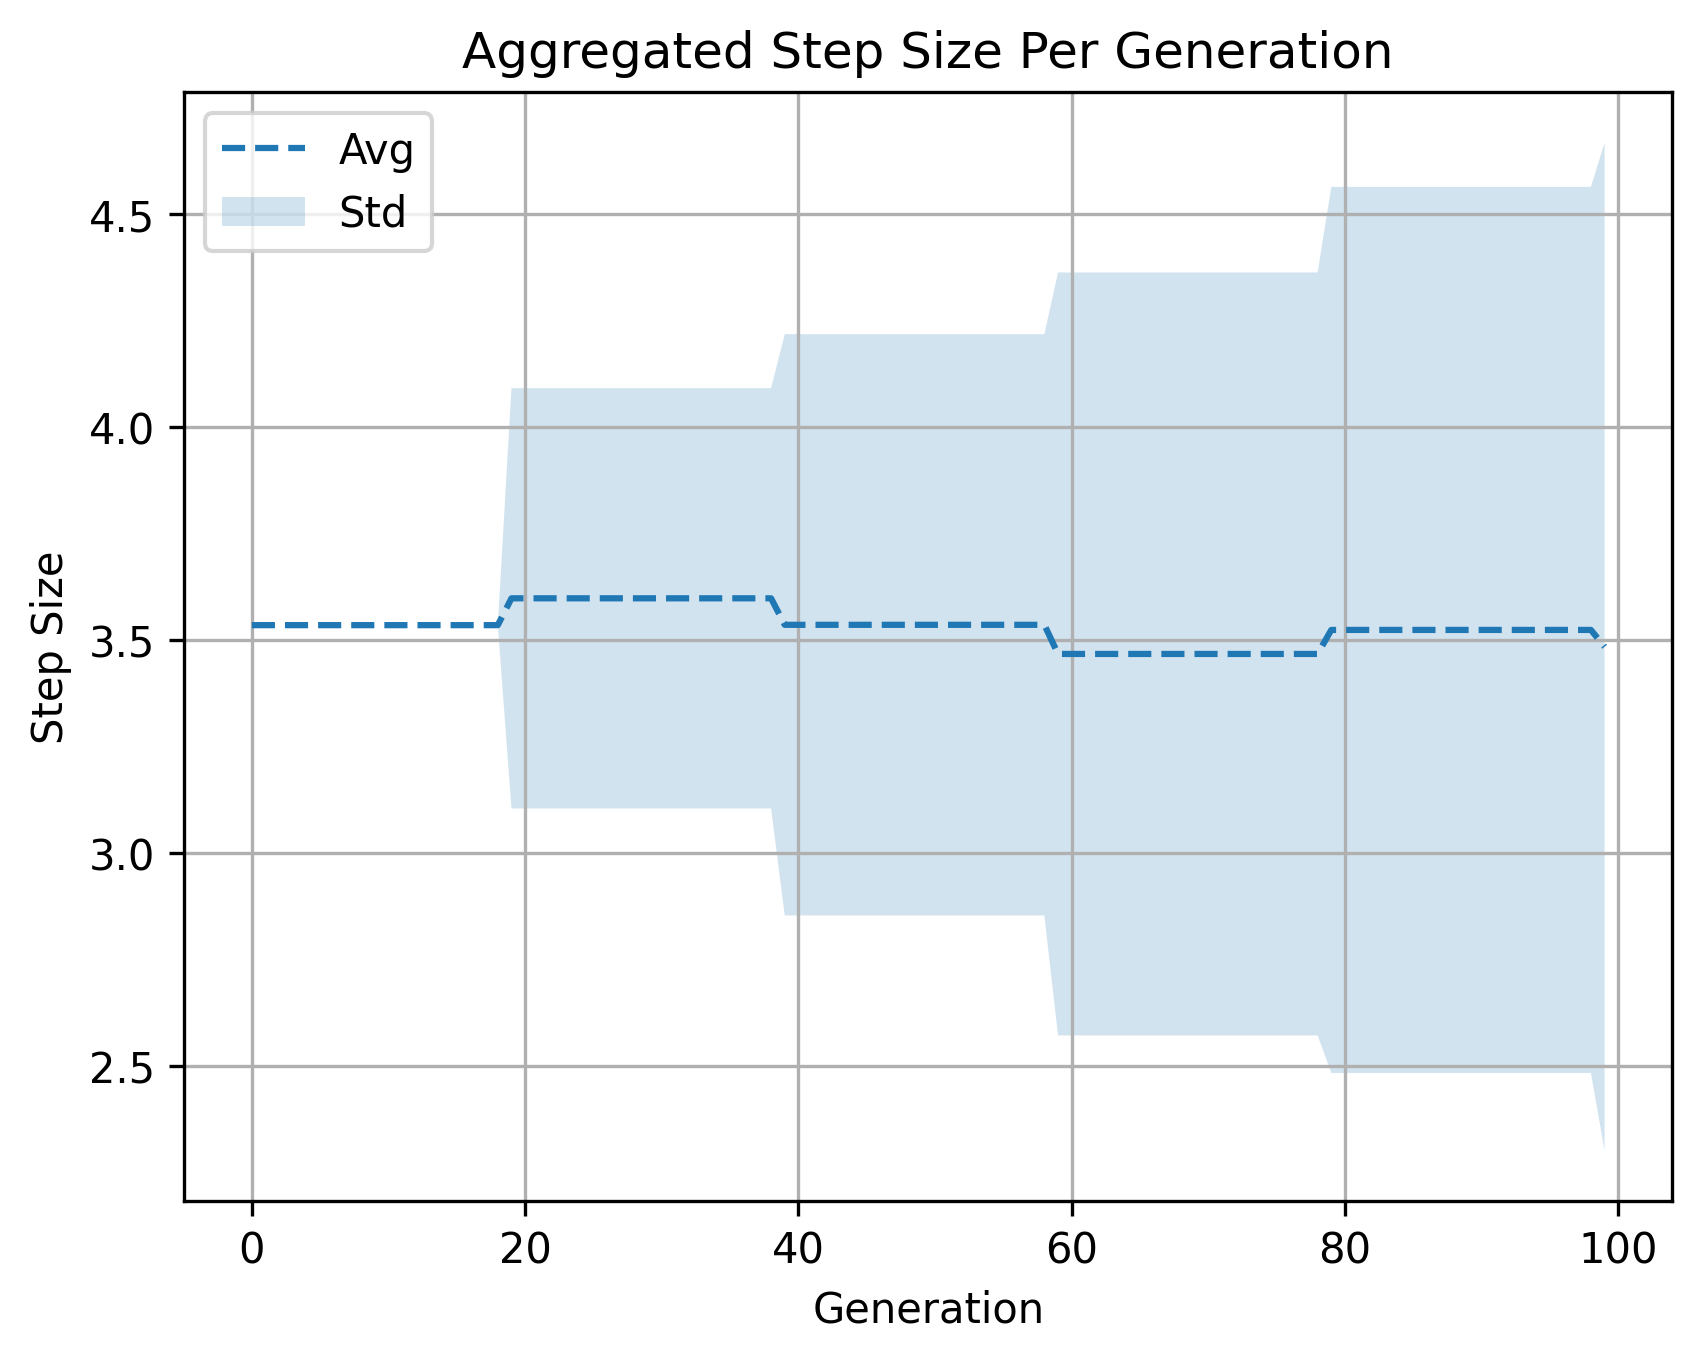 Aggregated Step Size Per Generation
Avg
Std
4.5
4.0
3.5
3.0
2.5
Step Size
0 20 40 60 80 100
Generation